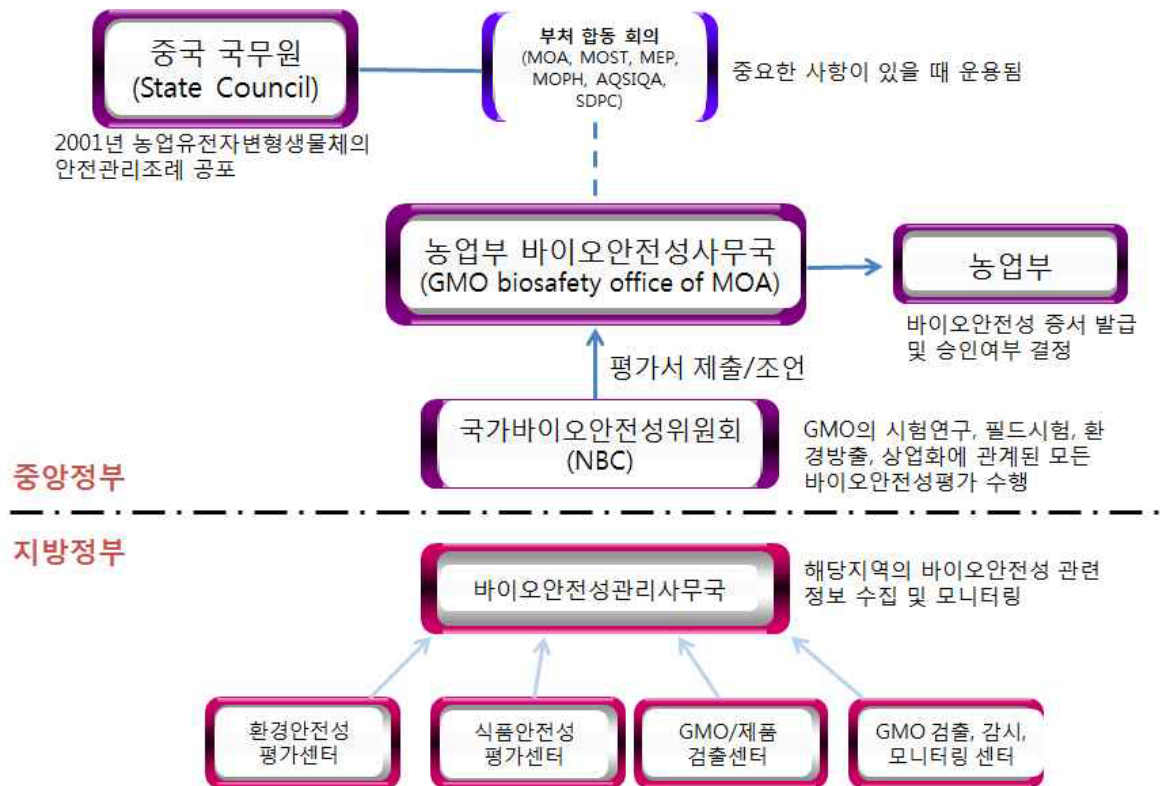 중국 국무원
(State Council)
2001년 농업유전자변형생물체의
안전관리조례 공포
부처 합동 회의
(MOA, MOST, MEP,
MOPH, AQSIQA,
SDPC)
중요한 사항이 있을 때 운용됨
농업부 바이오안전성사무국
(GMO biosafety office of MOA)
농업부
바이오안전성 증서 발급
및 승인여부 결정
평가서 제출/조언
국가바이오안전성위원회
(NBC)
GMO의 시험연구, 필드시험, 환
경방출, 상업화에 관계된 모든
바이오안전성평가 수행
중앙정부
지방정부
바이오안전성관리사무국
해당지역의 바이오안전성 관련
정보 수집 및 모니터링
환경안전성
평가센터
식품안전성
평가센터
GMO/제품
검출센터
GMO 검출, 감시,
모니터링 센터